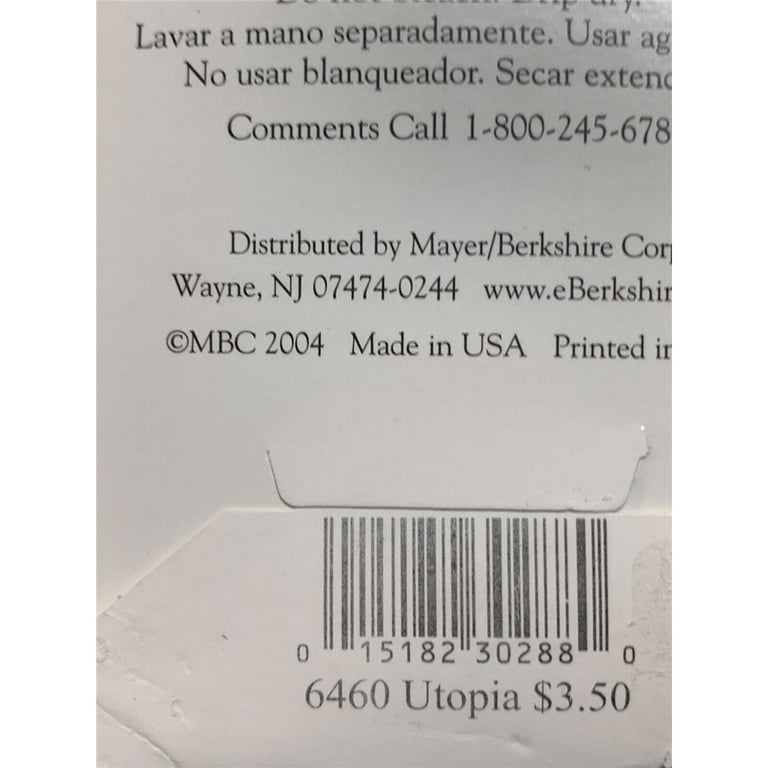 Lavar a mano separadamente. Usar ag
No usar blanqueador. Secar extend
Comments Call 1-800-245-678
Distributed by Mayer/Berkshire Corp
Wayne, NJ 07474-0244 www.eBerkshir
©MBC 2004 Made in USA Printed in
0 15182 30288 0
6460 Utopia $3.50